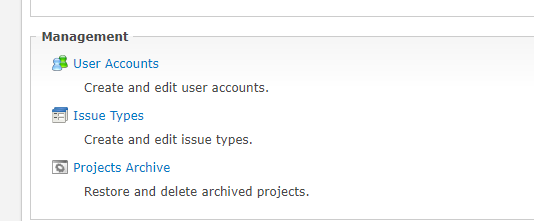 Management
User Accounts
Create and edit user accounts.
Issue Types
Create and edit issue types.
Projects Archive
Restore and delete archived projects.